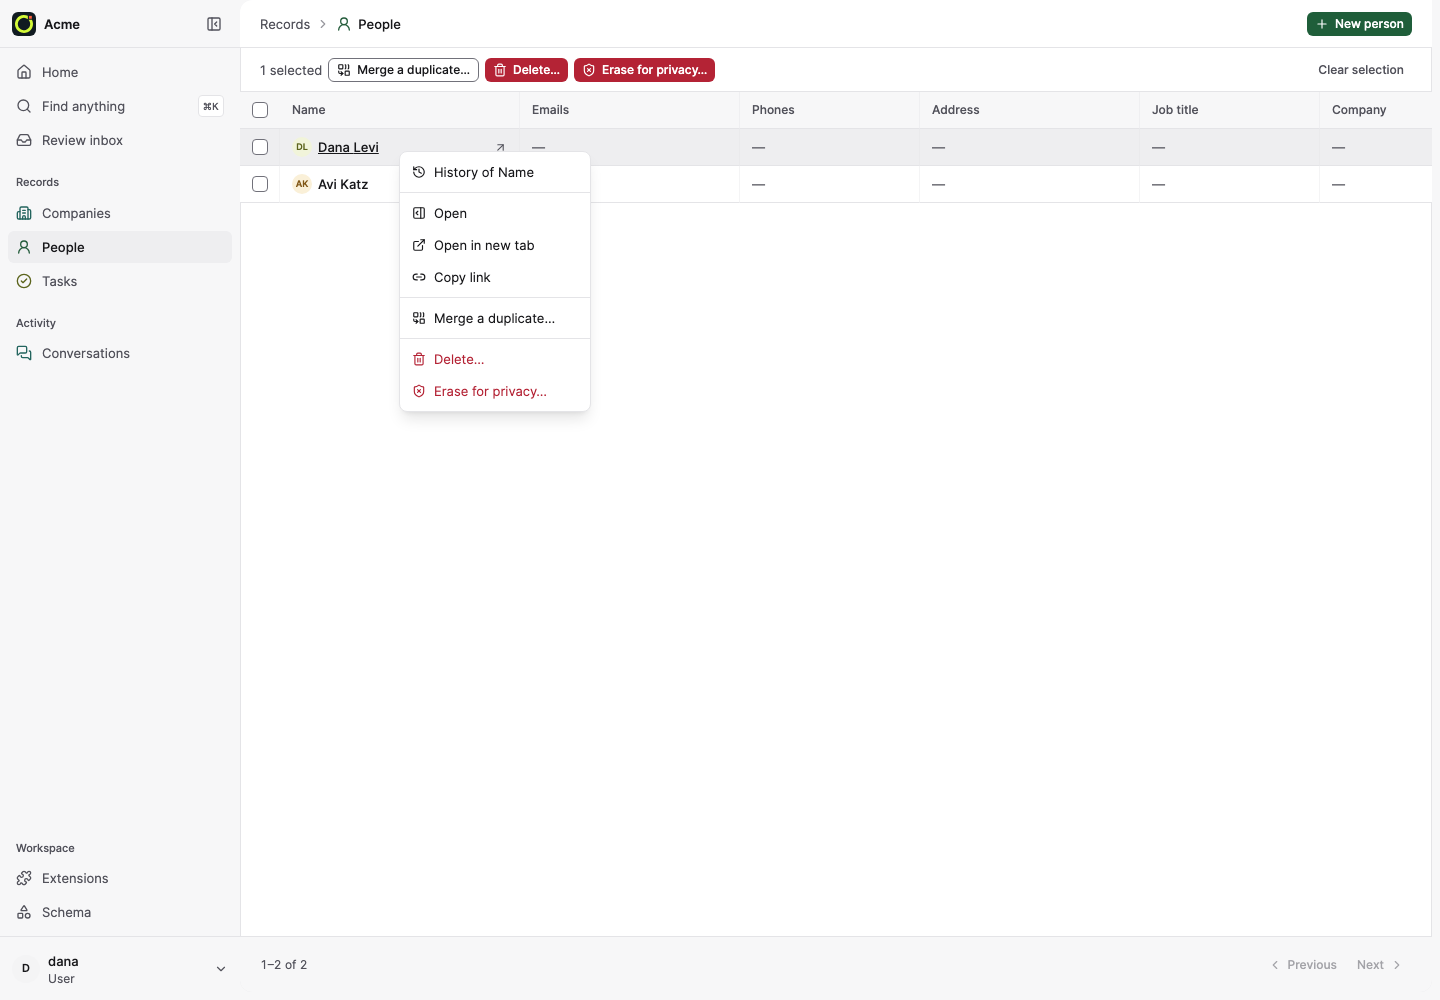 Acme
Records
People
New person
Home
Find anything
⌘K
Review inbox
Records
Companies
People
Tasks
Activity
Conversations
1 selected
Merge a duplicate...
Delete...
Erase for privacy...
Clear selection
Name
Emails
Phones
Address
Job title
Company
DL Dana Levi — — — — —
AK Avi Katz — — — —
History of Name
Open
Open in new tab
Copy link
Merge a duplicate...
Delete...
Erase for privacy...
Workspace
Extensions
Schema
D
dana
User
1–2 of 2
Previous
Next